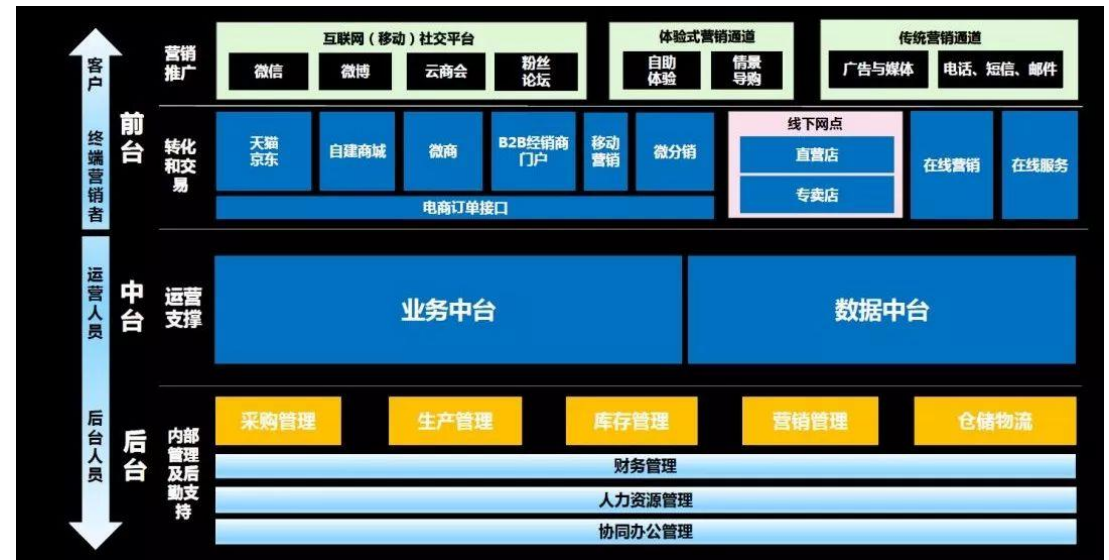 客户
终端营销者
运营人员
后台人员
前台
营销
推广
互联网（移动）社交平台
微信
微博
云商会
粉丝
论坛
体验式营销通道
自助
体验
情景
导购
传统营销通道
广告与媒体
电话、短信、邮件
转化
和交
易
天猫
京东
自建商城
微商
B2B经销商
门户
移动
营销
微分销
电商订单接口
线下网点
直营店
专卖店
在线营销
在线服务
中台
运营
支撑
业务中台
数据中台
后台
内部
管理
及后
勤支
持
采购管理
生产管理
库存管理
营销管理
仓储物流
财务管理
人力资源管理
协同办公管理